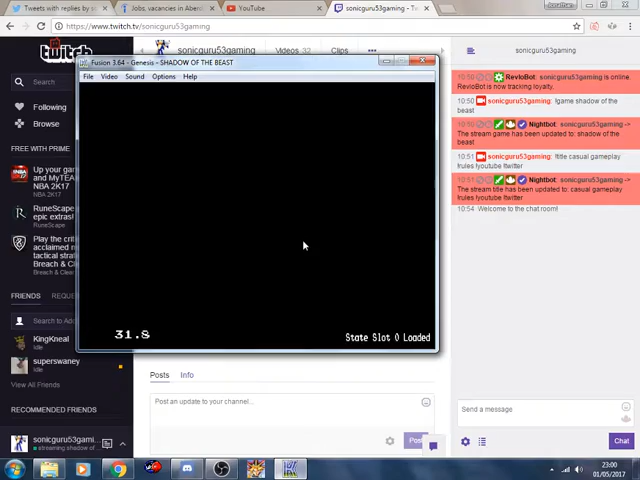 Tweets with replies by
Jobs, vacancies in Aberd
YouTube
sonicguru53gaming - T
Jonathan
https://www.twitch.tv/sonicguru53gaming
twitch
Search
Following
Browse
FRIEND WITH PRIME
Up your ga
and MyTEA
NBA 2K17
RuneScape
epic extras!
RuneScape
Play the crit
acclaimed m
tactical strate
Breach & Clear
FRIENDS
REQUE
Search to Add
KingKneal
Idle
superswaney
Idle
View All Friends
RECOMMENDED FRIENDS
sonicguru53gami...
streaming shadow of
sonicguru53gaming
Videos 32
Clips
Fusion 3.64 - Genesis - SHADOW OF THE BEAST
File Video Sound Options Help
31.8
State Slot 0 Loaded
Posts Info
Post an update to your channel...
Post
sonicguru53gaming
10:50 RevloBot: sonicguru53gaming is online.
RevloBot is now tracking loyalty.
10:50 sonicguru53gaming: !game shadow of the
beast
10:50 Nightbot: sonicguru53gaming ->
The stream game has been updated to: shadow of the
beast
10:51 sonicguru53gaming: !title casual gameplay
!rules !youtube !twitter
10:51 Nightbot: sonicguru53gaming ->
The stream title has been updated to: casual gameplay
!rules !youtube !twitter
10:54 Welcome to the chat room!
Send a message
Chat
23:00
01/05/2017